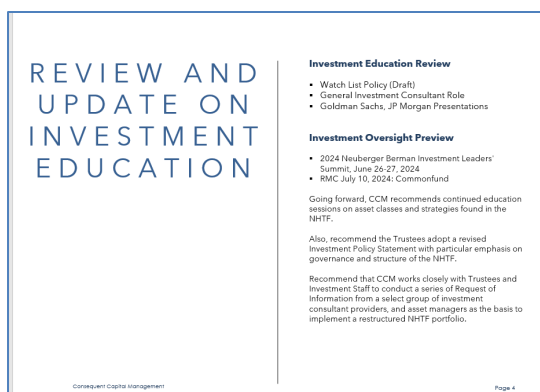 REVIEW AND
UPDATE ON
INVESTMENT
EDUCATION
Investment Education Review
▪ Watch List Policy (Draft)
▪ General Investment Consultant Role
▪ Goldman Sachs, JP Morgan Presentations
Investment Oversight Preview
▪ 2024 Neuberger Berman Investment Leaders'
Summit, June 26-27, 2024
▪ RMC July 10, 2024: Commonfund
Going forward, CCM recommends continued education
sessions on asset classes and strategies found in the
NHTF.
Also, recommend the Trustees adopt a revised
Investment Policy Statement with particular emphasis on
governance and structure of the NHTF.
Recommend that CCM works closely with Trustees and
Investment Staff to conduct a series of Request of
Information from a select group of investment
consultant providers, and asset managers as the basis to
implement a restructured NHTF portfolio.
Consequent Capital Management
Page 4